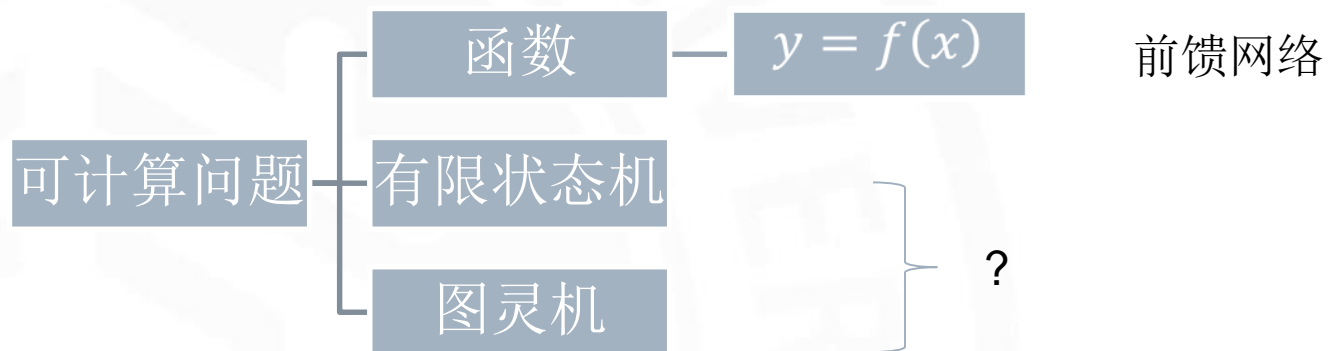 函数
y = f(x)
前馈网络
可计算问题
有限状态机
?
图灵机